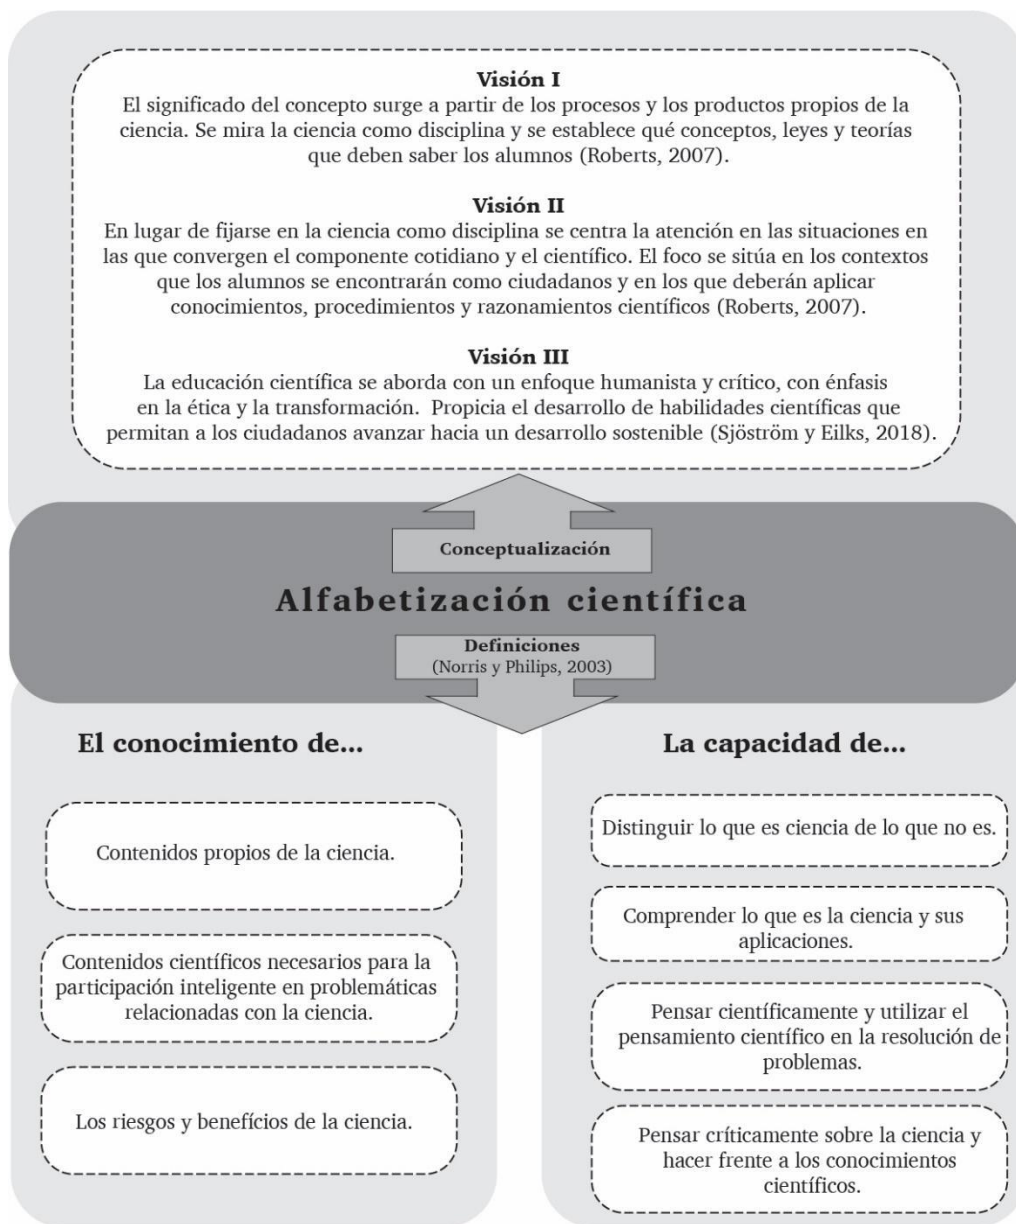 Visión I
El significado del concepto surge a partir de los procesos y los productos propios de la
ciencia. Se mira la ciencia como disciplina y se establece qué conceptos, leyes y teorías
que deben saber los alumnos (Roberts, 2007).
Visión II
En lugar de fijarse en la ciencia como disciplina se centra la atención en las situaciones en
las que convergen el componente cotidiano y el científico. El foco se sitúa en los contextos
que los alumnos se encontrarán como ciudadanos y en los que deberán aplicar
conocimientos, procedimientos y razonamientos científicos (Roberts, 2007).
Visión III
La educación científica se aborda con un enfoque humanista y crítico, con énfasis
en la ética y la transformación. Propicia el desarrollo de habilidades científicas que
permitan a los ciudadanos avanzar hacia un desarrollo sostenible (Sjöström y Eilks, 2018).
Conceptualización
Alfabetización científica
Definiciones
(Norris y Philips, 2003)
El conocimiento de...
Contenidos propios de la ciencia.
Contenidos científicos necesarios para la
participación inteligente en problemáticas
relacionadas con la ciencia.
Los riesgos y benefícios de la ciencia.
La capacidad de...
Distinguir lo que es ciencia de lo que no es.
Comprender lo que es la ciencia y sus
aplicaciones.
Pensar científicamente y utilizar el
pensamiento científico en la resolución de
problemas.
Pensar críticamente sobre la ciencia y
hacer frente a los conocimientos
científicos.